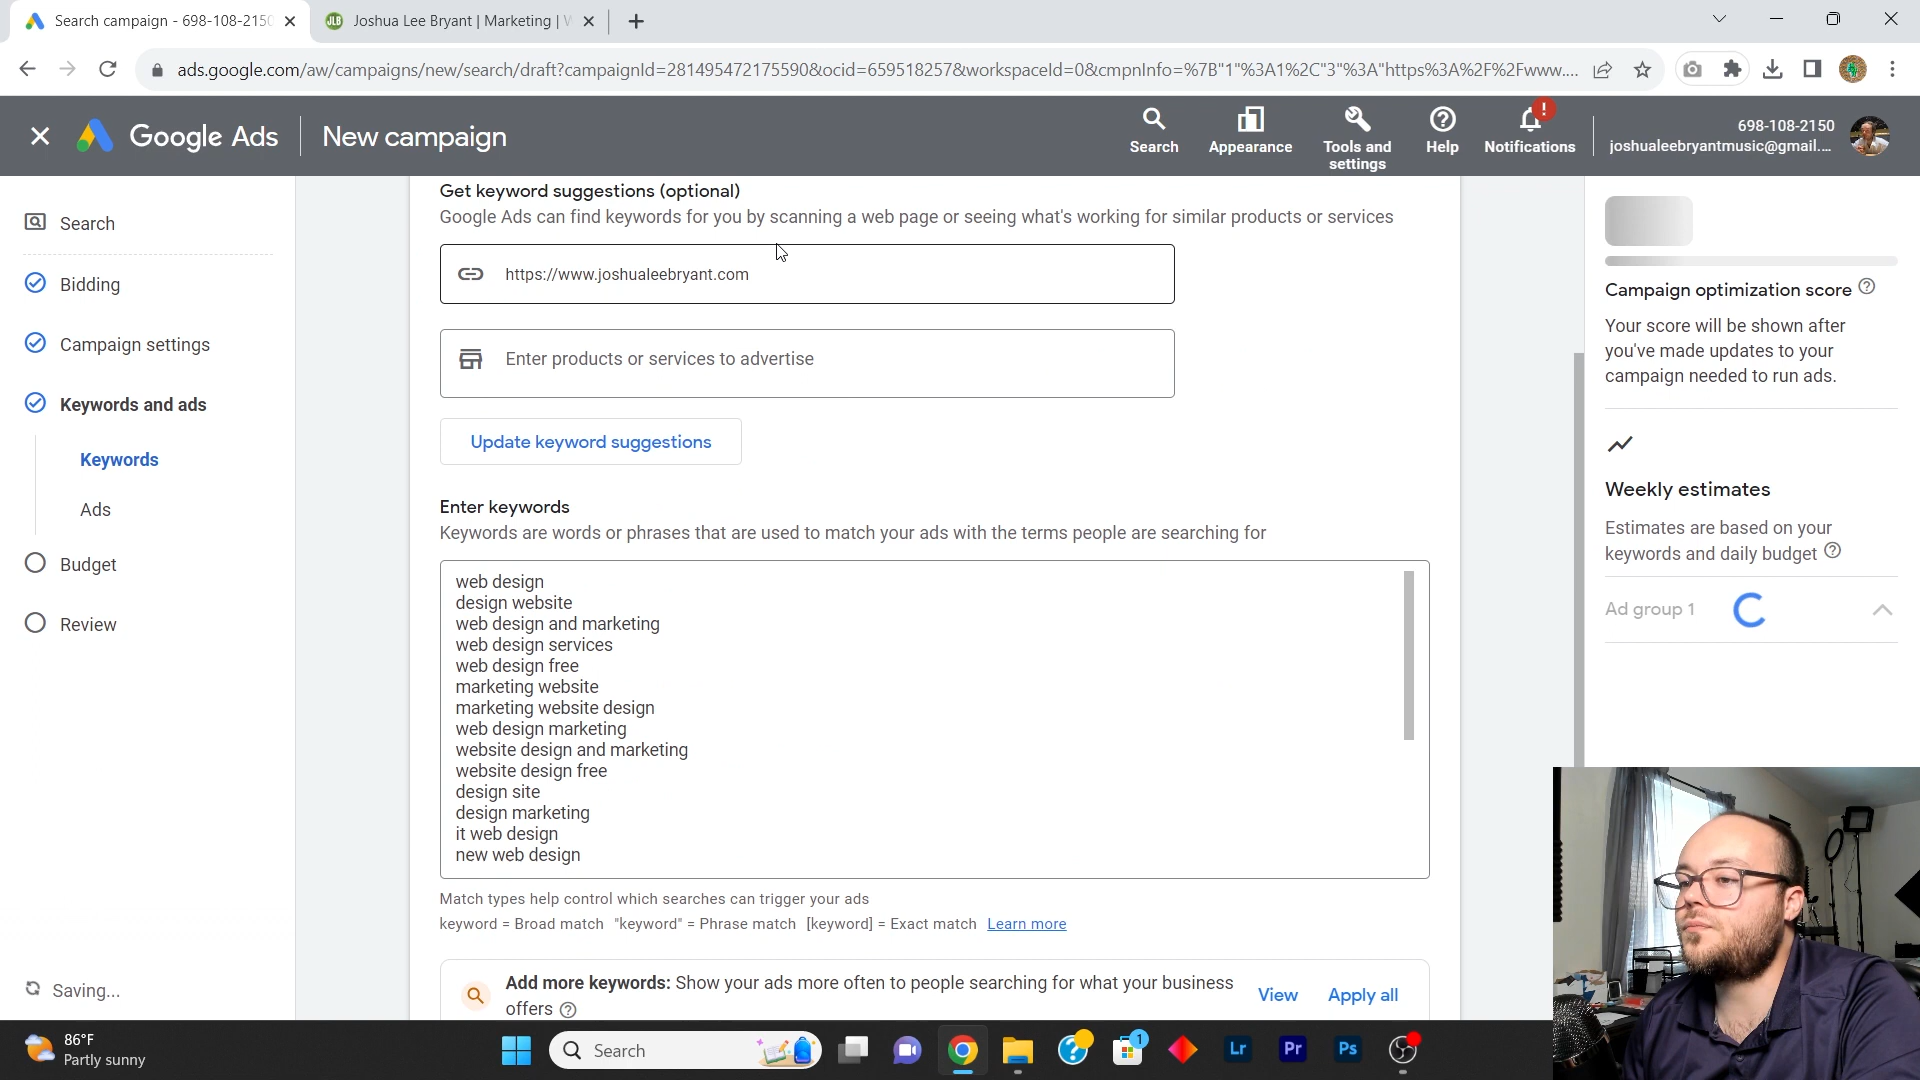 Search campaign - 698-108-2150
Joshua Lee Bryant | Marketing |
ads.google.com/aw/campaigns/new/search/draft?campaignId=281495472175590&ocid=659518257&workspaceId=0&cmpnInfo=%7B"1"%3A1%2C"3"%3A"https%3A%2F%2Fwww....
Google Ads
New campaign
Search
Appearance
Tools and settings
Help
!
Notifications
698-108-2150
joshualeebryantmusic@gmail....
Search
Bidding
Campaign settings
Keywords and ads
Keywords
Ads
Budget
Review
Saving...
Get keyword suggestions (optional)
Google Ads can find keywords for you by scanning a web page or seeing what's working for similar products or services
https://www.joshualeebryant.com
Enter products or services to advertise
Update keyword suggestions
Enter keywords
Keywords are words or phrases that are used to match your ads with the terms people are searching for
web design
design website
web design and marketing
web design services
web design free
marketing website
marketing website design
web design marketing
website design and marketing
website design free
design site
design marketing
it web design
new web design
Match types help control which searches can trigger your ads
keyword = Broad match "keyword" = Phrase match [keyword] = Exact match Learn more
Add more keywords: Show your ads more often to people searching for what your business
offers
View
Apply all
Campaign optimization score
Your score will be shown after
you've made updates to your
campaign needed to run ads.
Weekly estimates
Estimates are based on your
keywords and daily budget
Ad group 1
86°F
Partly sunny
Search
1
Lr
Pr
Ps